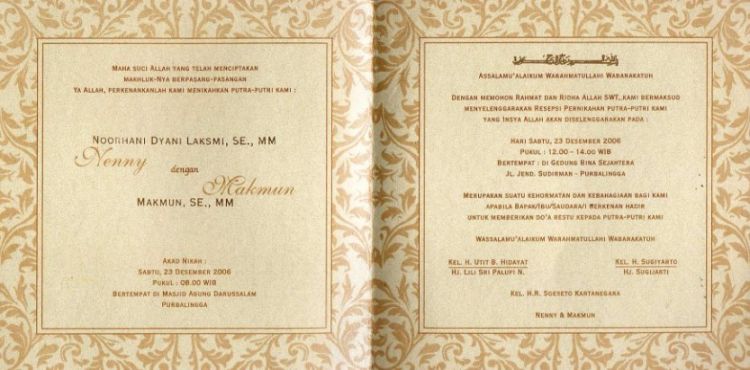 Maha suci Allah yang telah menciptakan
makhluk-Nya berpasang-pasangan
Ya Allah, perkenankanlah kami menikahkan putra-putri kami :
Noorhani Dyani Laksmi, SE., MM
Nenny
dengan
Makmun
Makmun, SE., MM
Akad Nikah :
Sabtu, 23 Desember 2006
Pukul : 08.00 WIB
Bertempat di Masjid Agung Darussalam
Purbalingga
Assalamu'alaikum Warahmatullahi Wabarakatuh
Dengan memohon Rahmat dan Ridha Allah SWT, kami bermaksud
menyelenggarakan Resepsi Pernikahan putra-putri kami
yang Insya Allah akan diselenggarakan pada :
Hari Sabtu, 23 Desember 2006
Pukul : 12.00 - 14.00 WIB
Bertempat : di Gedung Bina Sejahtera
Jl. Jend. Sudirman - Purbalingga
Merupakan suatu kehormatan dan kebahagiaan bagi kami
apabila Bapak/Ibu/Saudara/i berkenan hadir
untuk memberikan do'a restu kepada putra-putri kami
Wassalamu'alaikum Warahmatullahi Wabarakatuh
Kel. H. Utit B. Hidayat
Hj. Lili Sri Palupi N.
Kel. H. Sugiyarto
Hj. Sugijarti
Kel. H.R. Soeseto Kartanegara
Nenny & Makmun